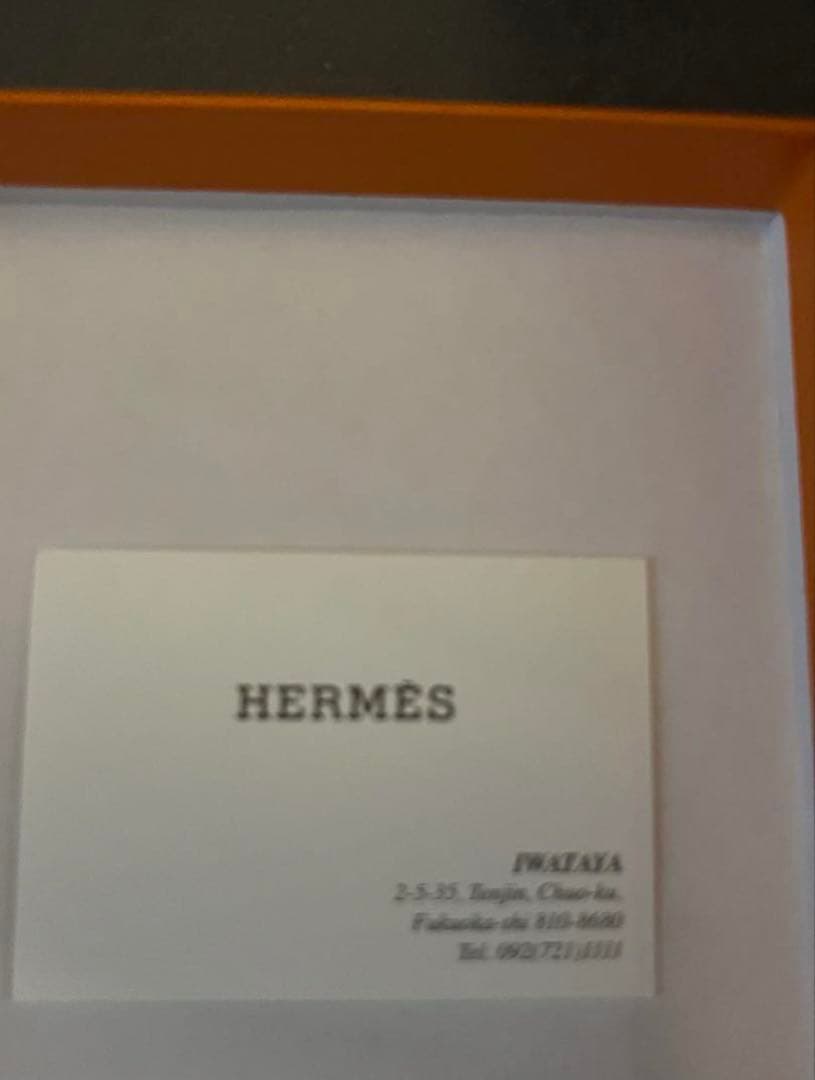 HERMÈS
IWATAYA
2-5-35, Tenjin, Chuo-ku,
Fukuoka-shi 810-8680
Tel. 092(721)1111